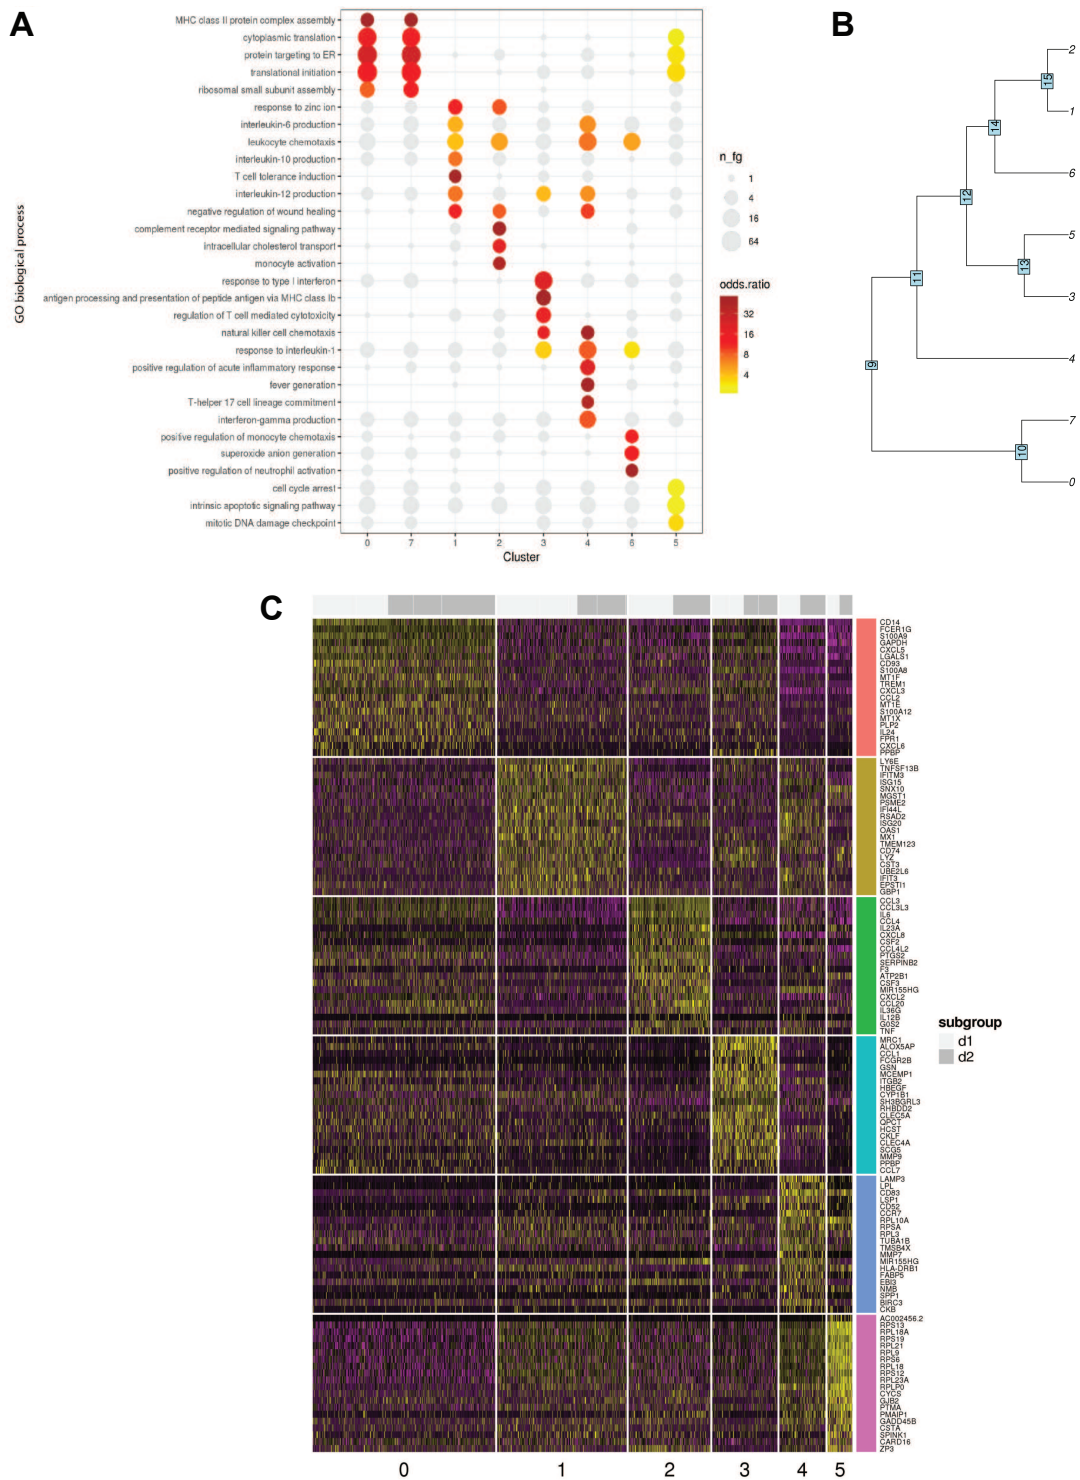 A
MHC class II protein complex assembly
cytoplasmic translation
protein targeting to ER
translational initiation
ribosomal small subunit assembly
response to zinc ion
interleukin-6 production
leukocyte chemotaxis
interleukin-10 production
T cell tolerance induction
interleukin-12 production
negative regulation of wound healing
complement receptor mediated signaling pathway
intracellular cholesterol transport
monocyte activation
response to type I interferon
antigen processing and presentation of peptide antigen via MHC class Ib
regulation of T cell mediated cytotoxicity
natural killer cell chemotaxis
response to interleukin-1
positive regulation of acute inflammatory response
fever generation
T-helper 17 cell lineage commitment
interferon-gamma production
positive regulation of monocyte chemotaxis
superoxide anion generation
positive regulation of neutrophil activation
cell cycle arrest
intrinsic apoptotic signaling pathway
mitotic DNA damage checkpoint
GO biological process
0 7 1 2 3 4 6 5
Cluster
n_fg
1
4
16
64
odds.ratio
32
16
8
4
B
2
15
1
14
6
12
5
13
3
11
4
9
7
10
0
C
CD14
FCER1G
S100A9
GAPDH
CXCL5
LGALS1
CD93
S100A8
MT1F
TREM1
CXCL3
CCL2
MT1E
S100A12
MT1X
PLP2
IL24
FPR1
CXCL6
PPBP
LY6E
TNFSF13B
IFITM3
ISG15
SNX10
MGST1
PSME2
IFI44L
RSAD2
ISG20
OAS1
MX1
TMEM123
CD74
LYZ
CST3
UBE2L6
IFIT3
EPSTI1
GBP1
CCL3
CCL3L3
IL6
CCL4
IL23A
CXCL8
CSF2
CCL4L2
PTGS2
SERPINB2
F3
ATP2B1
CSF3
MIR155HG
CXCL2
CCL20
IL36G
IL12B
G0S2
TNF
MRC1
ALOX5AP
CCL1
FCGR2B
GSN
MCEMP1
ITGB2
HBEGF
CYP1B1
SH3BGRL3
RHBDD2
CLEC5A
QPCT
HCST
CKLF
CLEC4A
SCG5
MMP9
PPBP
CCL7
LAMP3
LPL
CD83
LSP1
CD52
CCR7
RPL10A
RPSA
RPL3
TUBA1B
TMSB4X
MMP7
MIR155HG
HLA-DRB1
FABP5
EBI3
NMB
SPP1
BIRC3
CKB
AC002456.2
RPS13
RPL18A
RPS19
RPL21
RPL9
RPS6
RPL18
RPS12
RPL23A
RPLP0
CYCS
GJB2
PTMA
PMAIP1
GADD45B
CSTA
SPINK1
CARD16
ZP3
subgroup
d1
d2
0 1 2 3 4 5